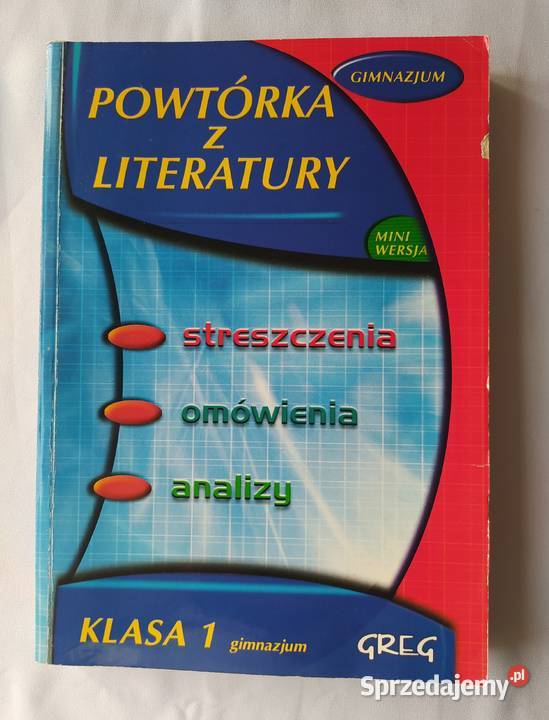 GIMNAZJUM
POWTÓRKA
Z
LITERATURY
MINI
WERSJA
streszczenia
omówienia
analizy
KLASA 1 gimnazjum
GREG
Sprzedajemy.pl